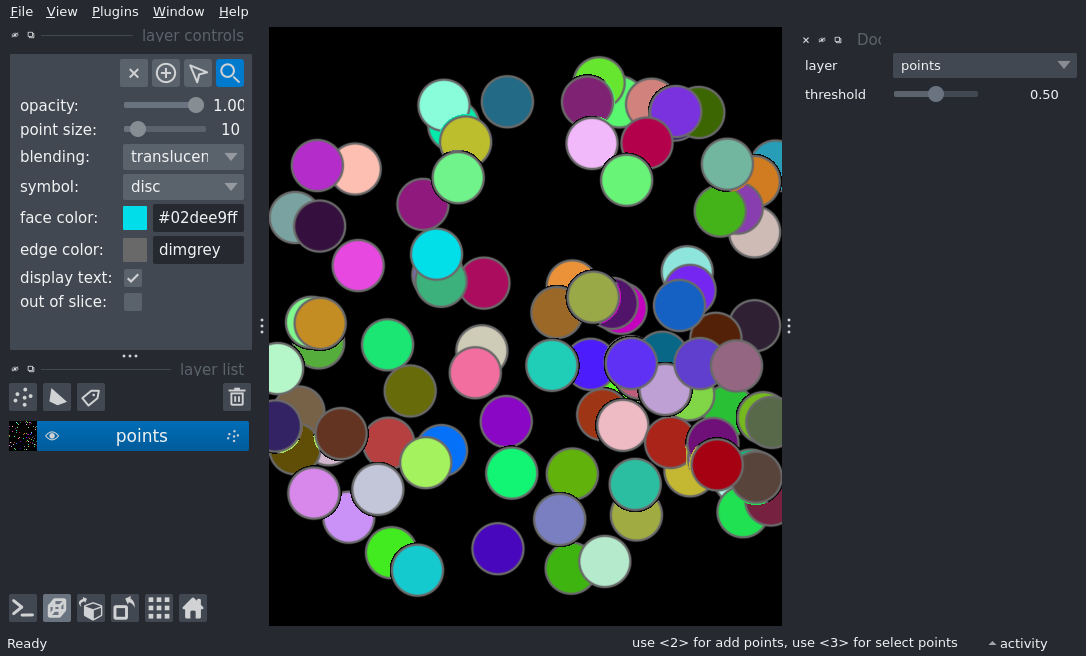 File View Plugins Window Help
layer controls
opacity: 1.00
point size: 10
blending: translucen
symbol: disc
face color: #02dee9ff
edge color: dimgrey
display text:
out of slice:
layer list
points
Ready
Doc
layer points
threshold 0.50
use <2> for add points, use <3> for select points activity